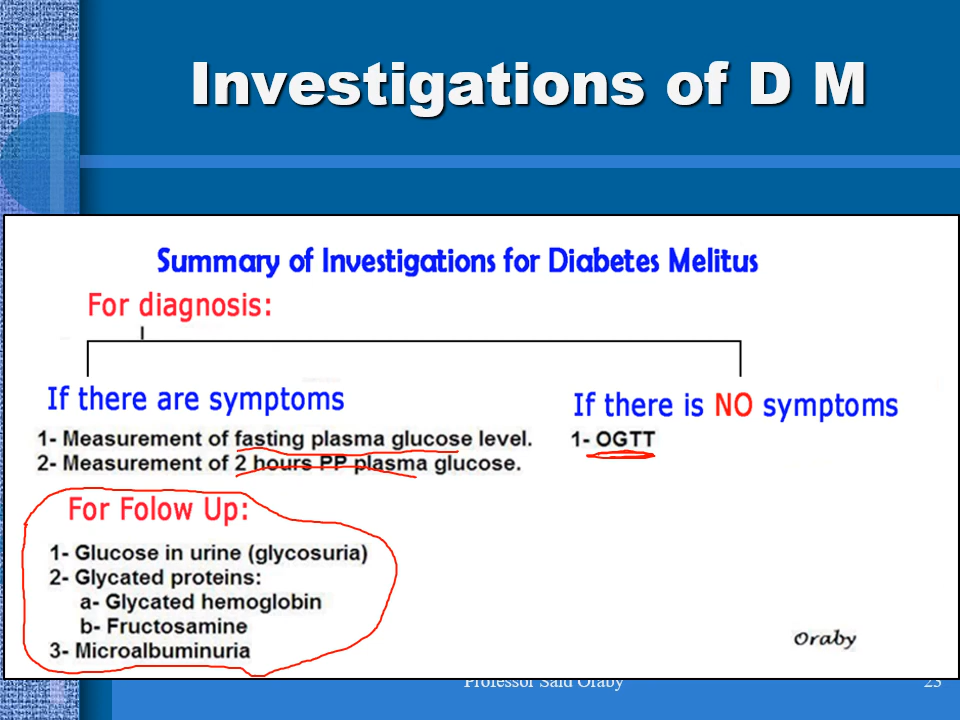 Investigations of D M
Summary of Investigations for Diabetes Melitus
For diagnosis:
If there are symptoms
1- Measurement of fasting plasma glucose level.
2- Measurement of 2 hours PP plasma glucose.
If there is NO symptoms
1- OGTT
For Folow Up:
1- Glucose in urine (glycosuria)
2- Glycated proteins:
a- Glycated hemoglobin
b- Fructosamine
3- Microalbuminuria
Oraby
Professor Said Oraby
23